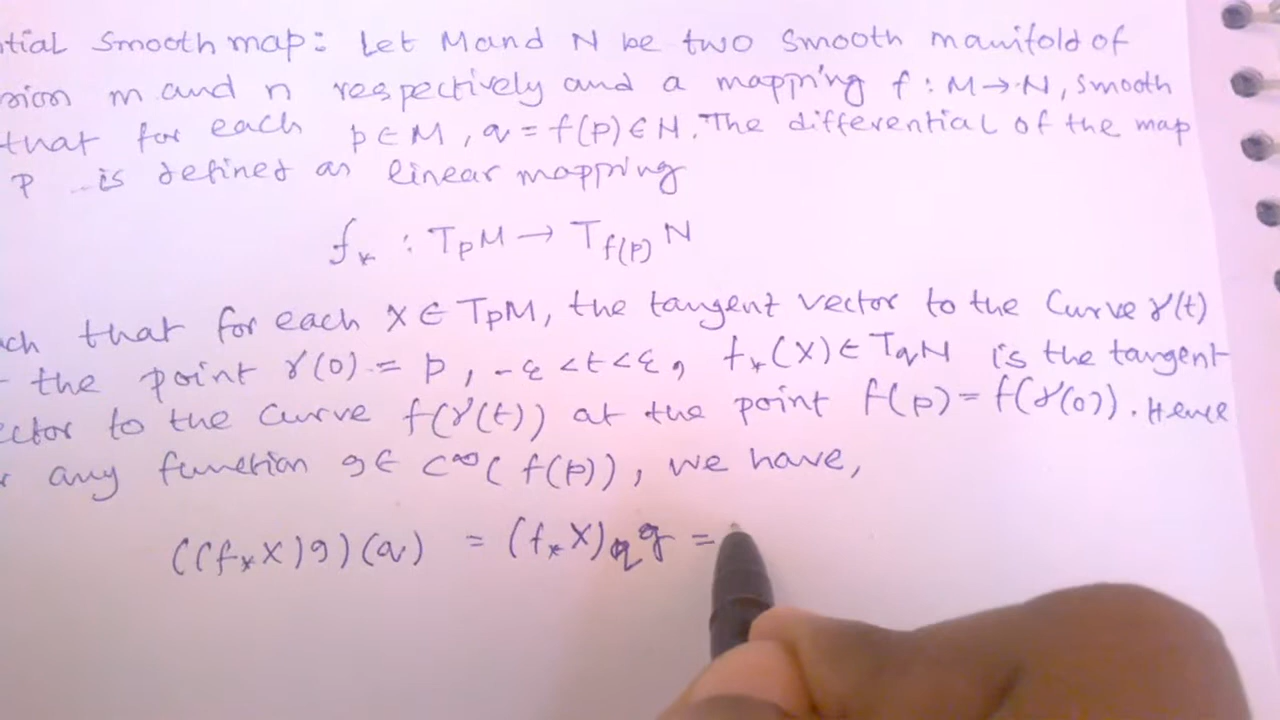 tial Smooth map: Let M and N be two smooth manifold of
sion m and n respectively and a mapping f : M → N, smooth
that for each p ∈ M, q = f(p) ∈ N. The differential of the map
P is defined as linear mapping
f* : TpM → Tf(p) N
ch that for each X ∈ TpM, the tangent vector to the curve γ(t)
the point γ(0) = p, -ε < t < ε, f*(X) ∈ TqN is the tangent
ector to the curve f(γ(t)) at the point f(p) = f(γ(0)). Hence
r any function g ∈ C∞(f(p)), we have,
((f*X)g)(q) = (f*X)q g =